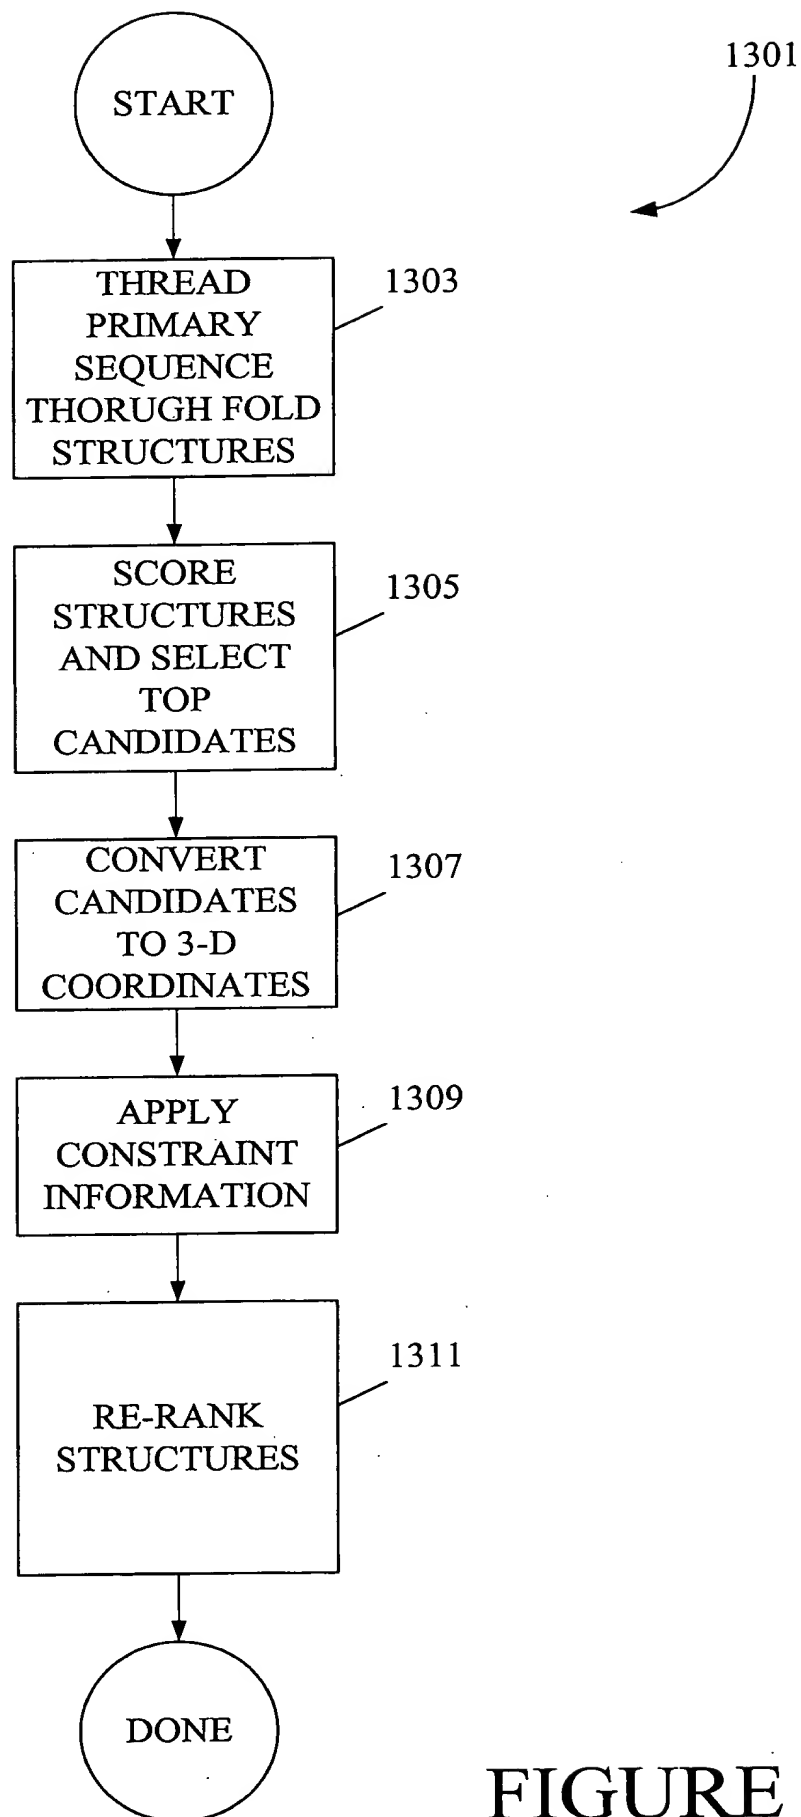 START
1301
THREAD
PRIMARY
SEQUENCE
THORUGH FOLD
STRUCTURES
1303
SCORE
STRUCTURES
AND SELECT
TOP
CANDIDATES
1305
CONVERT
CANDIDATES
TO 3-D
COORDINATES
1307
APPLY
CONSTRAINT
INFORMATION
1309
RE-RANK
STRUCTURES
1311
DONE
FIGURE